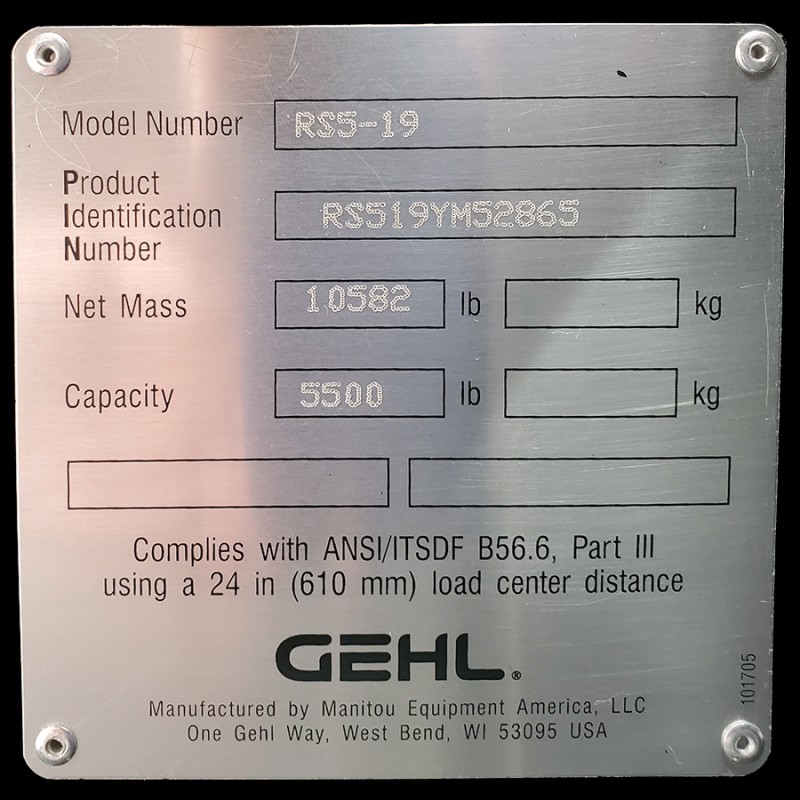 Model Number RS5-19
Product
Identification RS519YM52865
Number
Net Mass 10582 lb kg
Capacity 5500 lb kg
Complies with ANSI/ITSDF B56.6, Part III
using a 24 in (610 mm) load center distance
GEHL®
101705
Manufactured by Manitou Equipment America, LLC
One Gehl Way, West Bend, WI 53095 USA